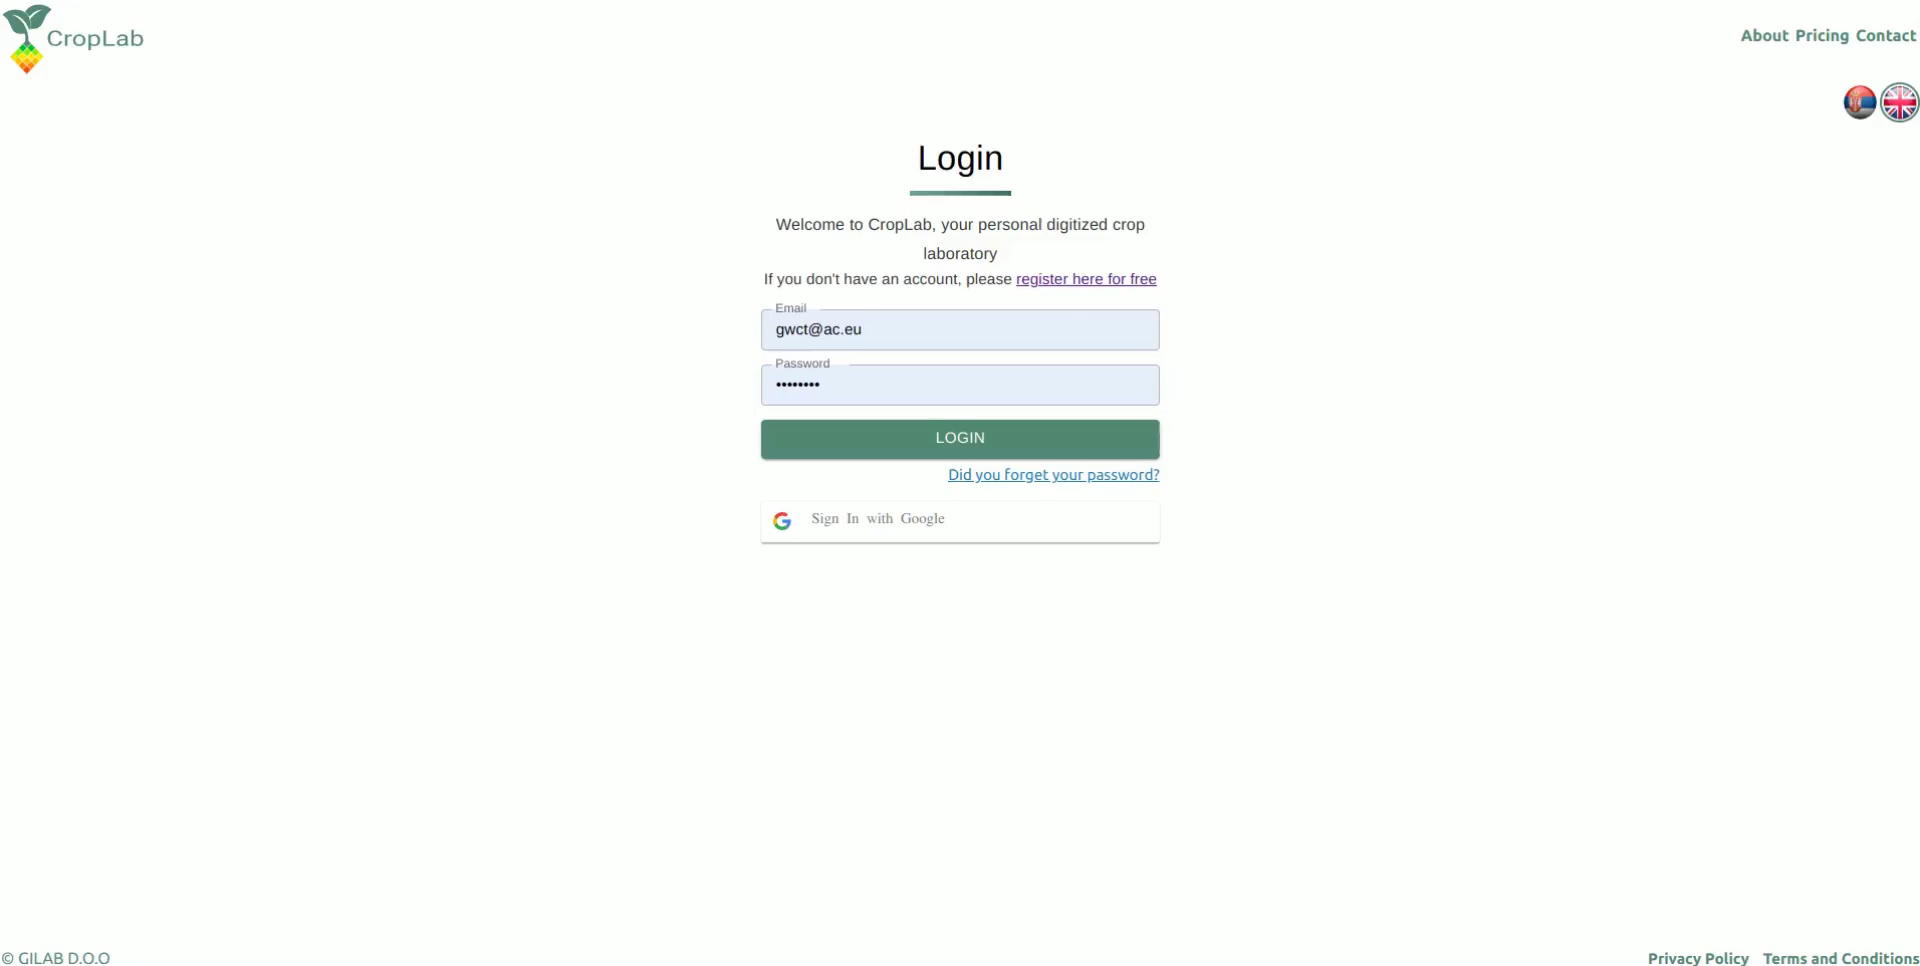 CropLab
About Pricing Contact
Login
Welcome to CropLab, your personal digitized crop
laboratory
If you don't have an account, please register here for free
Email
gwct@ac.eu
Password
••••••••
LOGIN
Did you forget your password?
Sign In with Google
© GILAB D.O.O
Privacy Policy Terms and Conditions